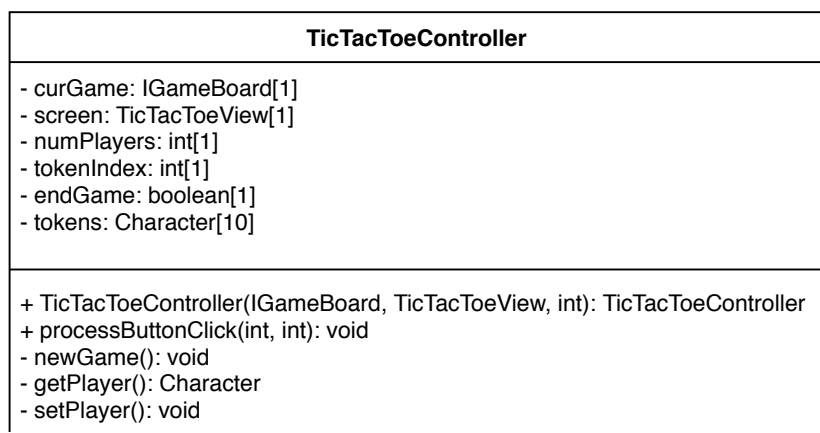 TicTacToeController
- curGame: IGameBoard[1]
- screen: TicTacToeView[1]
- numPlayers: int[1]
- tokenIndex: int[1]
- endGame: boolean[1]
- tokens: Character[10]
+ TicTacToeController(IGameBoard, TicTacToeView, int): TicTacToeController
+ processButtonClick(int, int): void
- newGame(): void
- getPlayer(): Character
- setPlayer(): void